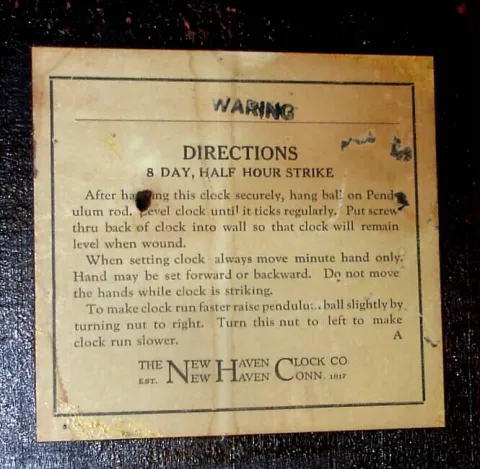 WARING
DIRECTIONS
8 DAY, HALF HOUR STRIKE
After this clock securely, hang ball on Pend-
ulum rod. Level clock until it ticks regularly. Put screw
thru back of clock into wall so that clock will remain
level when wound.
When setting clock always move minute hand only.
Hand may be set forward or backward. Do not move
the hands while clock is striking.
To make clock run faster raise pendulum ball slightly by
turning nut to right. Turn this nut to left to make
clock run slower. A
THE NEW HAVEN CLOCK CO.
EST. NEW HAVEN CONN. 1817